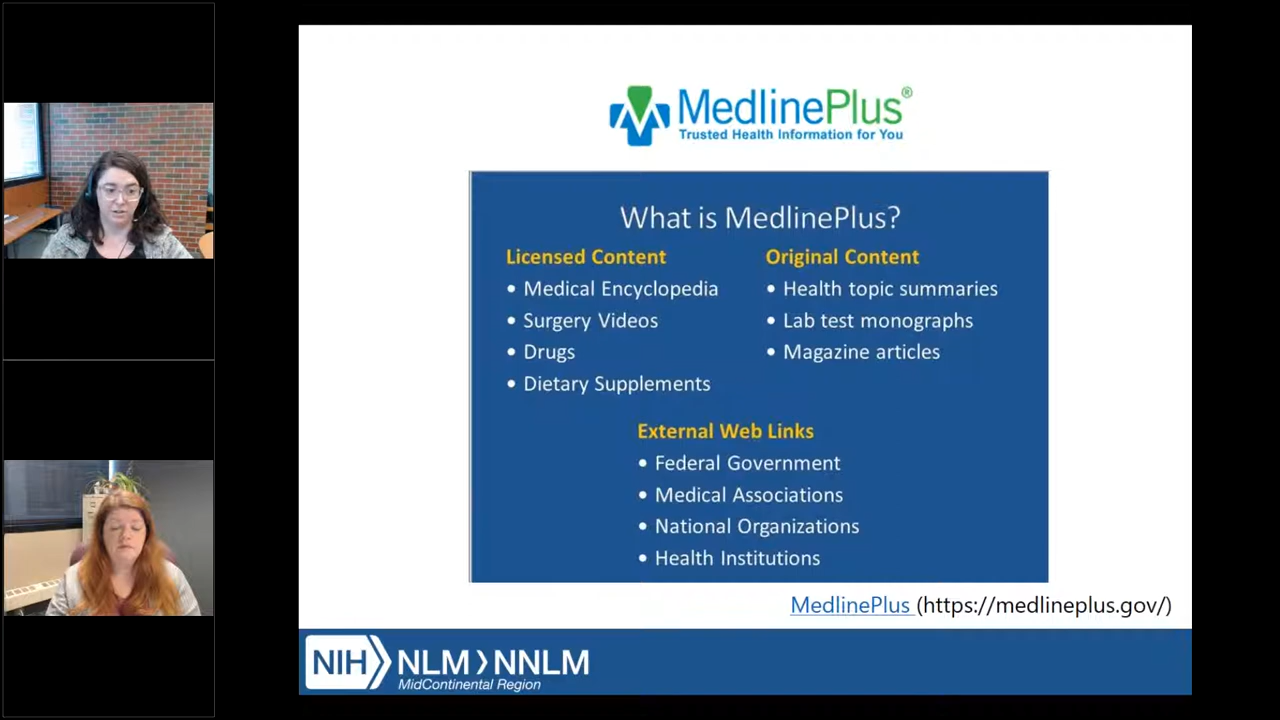 MedlinePlus®
Trusted Health Information for You
What is MedlinePlus?
Licensed Content
• Medical Encyclopedia
• Surgery Videos
• Drugs
• Dietary Supplements
Original Content
• Health topic summaries
• Lab test monographs
• Magazine articles
External Web Links
• Federal Government
• Medical Associations
• National Organizations
• Health Institutions
MedlinePlus (https://medlineplus.gov/)
NIH NLM NNLM
MidContinental Region